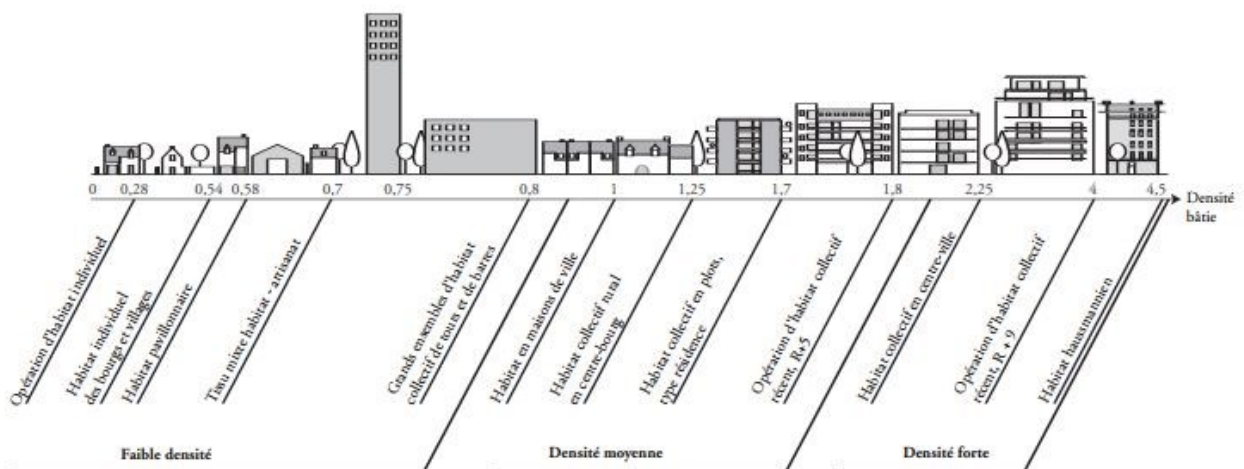 0 0,28 0,54 0,58 0,7 0,75 0,8 1 1,25 1,7 1,8 2,25 4 4,5
Densité
bâtie
Opération d'habitat individuel
Habitat individuel
des bourgs et villages
Habitat pavillonnaire
Tissu mixte habitat - artisanat
Grands ensembles d'habitat
collectif de tours et de barres
Habitat en maisons de ville
Habitat collectif rural
en centre-bourg
Habitat collectif en plots,
type résidence
Opération d'habitat collectif
récent, R+5
Habitat collectif en centre-ville
Opération d'habitat collectif
récent, R + 9
Habitat haussmannien
Faible densité
Densité moyenne
Densité forte